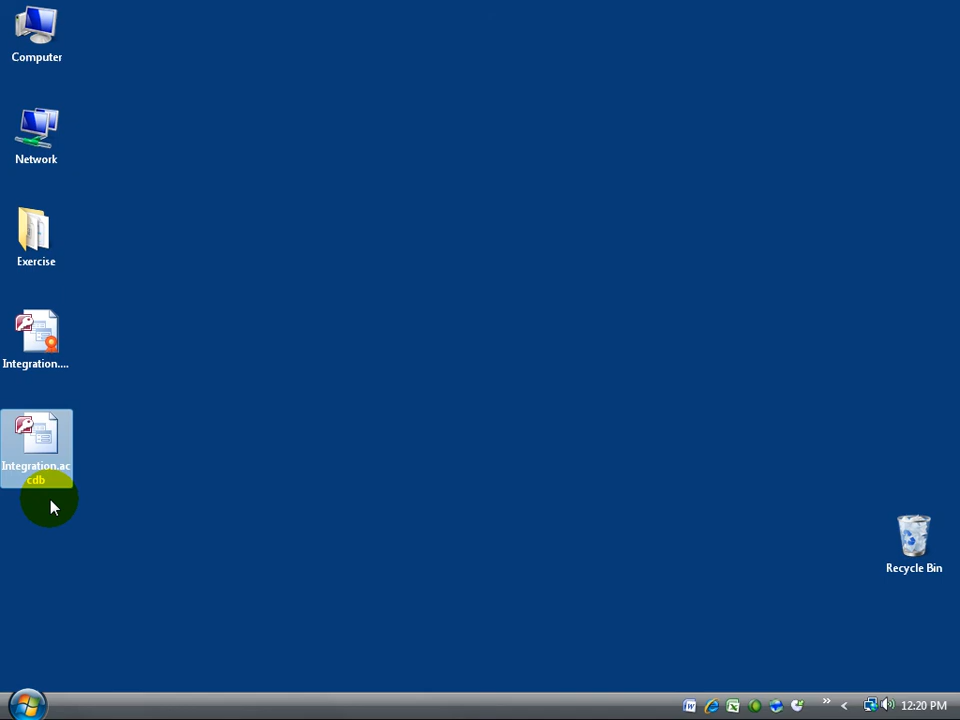 Computer
Network
Exercise
Integration....
Integration.ac
cdb
Recycle Bin
12:20 PM